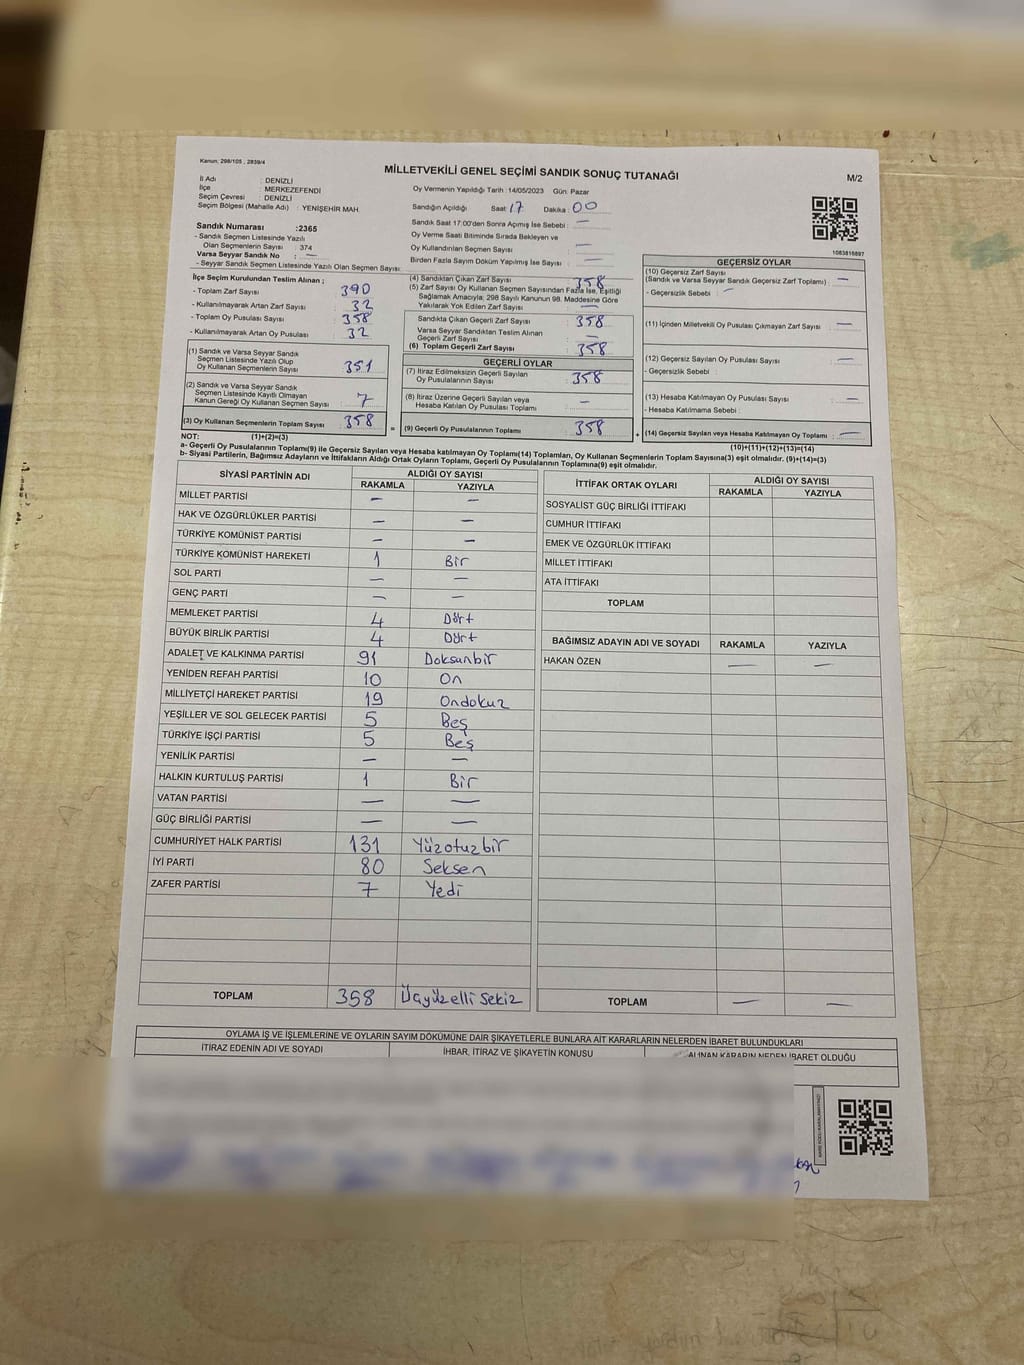 Kanun: 298/105 , 2839/4
MİLLETVEKİLİ GENEL SEÇİMİ SANDIK SONUÇ TUTANAĞI
M/2
İl Adı : DENİZLİ
İlçe : MERKEZEFENDİ
Seçim Çevresi : DENİZLİ
Seçim Bölgesi (Mahalle Adı) : YENİŞEHİR MAH.
Oy Vermenin Yapıldığı Tarih : 14/05/2023 Gün: Pazar
Sandığın Açıldığı Saat: 17 Dakika : 00
Sandık Saat 17:00'den Sonra Açımış İse Sebebi : —
Oy Verme Saati Bitiminde Sırada Bekleyen ve
Oy Kullandırılan Seçmen Sayısı —
Birden Fazla Sayım Döküm Yapılmış İse Sayısı : —
1083815897
Sandık Numarası :2365
- Sandık Seçmen Listesinde Yazılı
Olan Seçmenlerin Sayısı : 374
Varsa Seyyar Sandık No : —
- Seyyar Sandık Seçmen Listesinde Yazılı Olan Seçmen Sayısı:
İlçe Seçim Kurulundan Teslim Alınan ;
- Toplam Zarf Sayısı 390
- Kullanılmayarak Artan Zarf Sayısı : 32
- Toplam Oy Pusulası Sayısı 358
- Kullanılmayarak Artan Oy Pusulası : 32
(1) Sandık ve Varsa Seyyar Sandık
Seçmen Listesinde Yazılı Olup
Oy Kullanan Seçmenlerin Sayısı : 351
(2) Sandık ve Varsa Seyyar Sandık
Seçmen Listesinde Kayıtlı Olmayan
Kanun Gereği Oy Kullanan Seçmen Sayısı : 7
(3) Oy Kullanan Seçmenlerin Toplam Sayısı : 358
(4) Sandıktan Çıkan Zarf Sayısı : 358
(5) Zarf Sayısı Oy Kullanan Seçmen Sayısından Fazla İse, Eşitliği
Sağlamak Amacıyla; 298 Sayılı Kanunun 98. Maddesine Göre
Yakılarak Yok Edilen Zarf Sayısı : —
Sandıkta Çıkan Geçerli Zarf Sayısı : 358
Varsa Seyyar Sandıktan Teslim Alınan
Geçerli Zarf Sayısı : —
(6) Toplam Geçerli Zarf Sayısı : 358
GEÇERLİ OYLAR
(7) İtiraz Edilmeksizin Geçerli Sayılan
Oy Pusulalarının Sayısı : 358
(8) İtiraz Üzerine Geçerli Sayılan veya
Hesaba Katılan Oy Pusulası Toplamı : —
= (9) Geçerli Oy Pusulalarının Toplamı 358
GEÇERSİZ OYLAR
(10) Geçersiz Zarf Sayısı
(Sandık ve Varsa Seyyar Sandık Geçersiz Zarf Toplamı) : —
- Geçersizlik Sebebi : —
(11) İçinden Milletvekili Oy Pusulası Çıkmayan Zarf Sayısı : —
(12) Geçersiz Sayılan Oy Pusulası Sayısı : —
- Geçersizlik Sebebi :
(13) Hesaba Katılmayan Oy Pusulası Sayısı : —
- Hesaba Katılmama Sebebi :
+ (14) Geçersiz Sayılan veya Hesaba Katılmayan Oy Toplamı : —
NOT: (1)+(2)=(3) (10)+(11)+(12)+(13)=(14)
a- Geçerli Oy Pusulalarının Toplamı(9) ile Geçersiz Sayılan veya Hesaba katılmayan Oy Toplamı(14) Toplamları, Oy Kullanan Seçmenlerin Toplam Sayısına(3) eşit olmalıdır. (9)+(14)=(3)
b- Siyasi Partilerin, Bağımsız Adayların ve İttifakların Aldığı Ortak Oyların Toplamı, Geçerli Oy Pusulalarının Toplamına(9) eşit olmalıdır.
SİYASİ PARTİNİN ADI ALDIĞI OY SAYISI
RAKAMLA YAZIYLA
MİLLET PARTİSİ — —
HAK VE ÖZGÜRLÜKLER PARTİSİ — —
TÜRKİYE KOMÜNİST PARTİSİ — —
TÜRKİYE KOMÜNİST HAREKETİ 1 Bir
SOL PARTİ — —
GENÇ PARTİ — —
MEMLEKET PARTİSİ 4 Dört
BÜYÜK BİRLİK PARTİSİ 4 Dört
ADALET VE KALKINMA PARTİSİ 91 Doksanbir
YENİDEN REFAH PARTİSİ 10 On
MİLLİYETÇİ HAREKET PARTİSİ 19 Ondokuz
YEŞİLLER VE SOL GELECEK PARTİSİ 5 Beş
TÜRKİYE İŞÇİ PARTİSİ 5 Beş
YENİLİK PARTİSİ — —
HALKIN KURTULUŞ PARTİSİ 1 Bir
VATAN PARTİSİ — —
GÜÇ BİRLİĞİ PARTİSİ — —
CUMHURİYET HALK PARTİSİ 131 Yüzotuzbir
İYİ PARTİ 80 Seksen
ZAFER PARTİSİ 7 Yedi
TOPLAM 358 Üçyüzelli sekiz
İTTİFAK ORTAK OYLARI ALDIĞI OY SAYISI
RAKAMLA YAZIYLA
SOSYALİST GÜÇ BİRLİĞİ İTTİFAKI
CUMHUR İTTİFAKI
EMEK VE ÖZGÜRLÜK İTTİFAKI
MİLLET İTTİFAKI
ATA İTTİFAKI
TOPLAM
BAĞIMSIZ ADAYIN ADI VE SOYADI RAKAMLA YAZIYLA
HAKAN ÖZEN — —
TOPLAM — —
OYLAMA İŞ VE İŞLEMLERİNE VE OYLARIN SAYIM DÖKÜMÜNE DAİR ŞİKAYETLERLE BUNLARA AİT KARARLARIN NELERDEN İBARET BULUNDUKLARI
İTİRAZ EDENİN ADI VE SOYADI İHBAR, İTİRAZ VE ŞİKAYETİN KONUSU ALINAN KARARIN NEDEN İBARET OLDUĞU